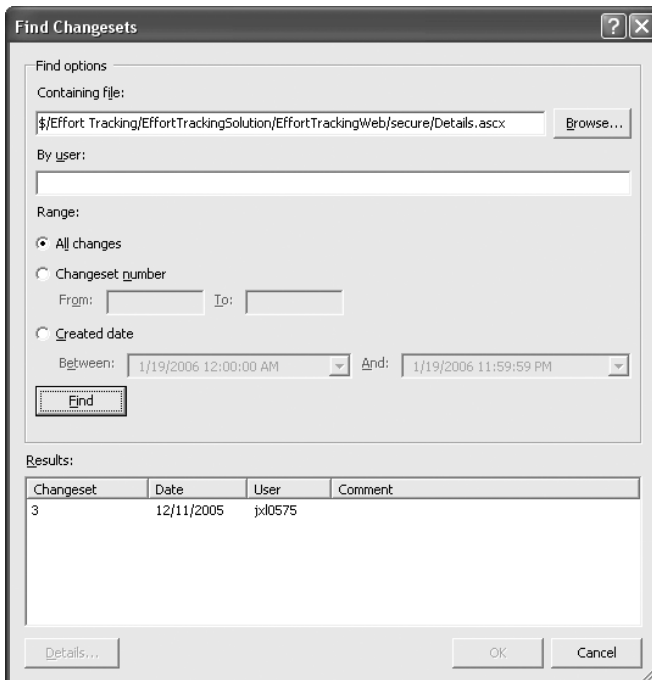 Find Changesets
Find options
Containing file:
$/Effort Tracking/EffortTrackingSolution/EffortTrackingWeb/secure/Details.ascx Browse...
By user:
Range:
All changes
Changeset number
From: To:
Created date
Between: 1/19/2006 12:00:00 AM And: 1/19/2006 11:59:59 PM
Find
Results:
Changeset Date User Comment
3 12/11/2005 jxl0575
Details... OK Cancel